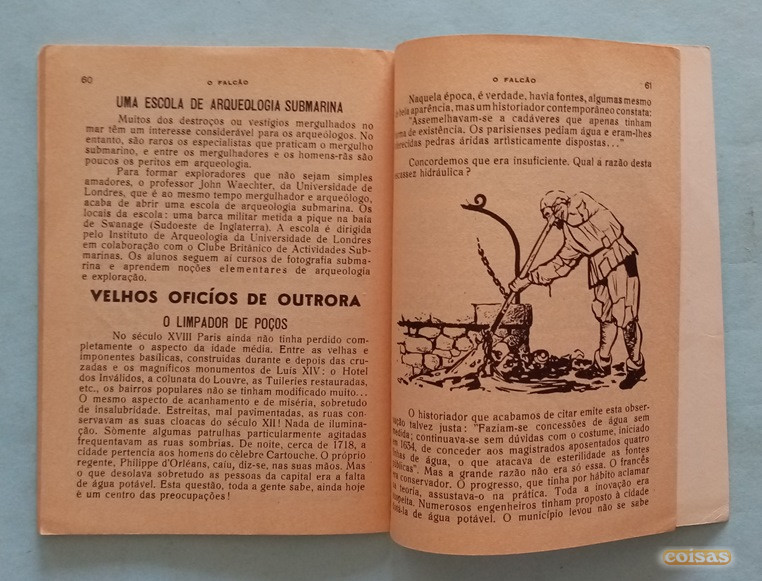 60
O FALCÃO
UMA ESCOLA DE ARQUEOLOGIA SUBMARINA
Muitos dos destroços ou vestígios mergulhados no
mar têm um interesse considerável para os arqueólogos. No
entanto, são raros os especialistas que praticam o mergulho
submarino, e entre os mergulhadores e os homens-rãs são
poucos os peritos em arqueologia.
Para formar exploradores que não sejam simples
amadores, o professor John Waechter, da Universidade de
Londres, que é ao mesmo tempo mergulhador e arqueólogo,
acaba de abrir uma escola de arqueologia submarina. Os
locais da escola: uma barca militar metida a pique na baía
de Swanage (Sudoeste de Inglaterra). A escola é dirigida
pelo Instituto de Arqueologia da Universidade de Londres
em colaboração com o Clube Britânico de Actividades Sub-
marinas. Os alunos seguem aí cursos de fotografia subma-
rina e aprendem noções elementares de arqueologia
e exploração.
VELHOS OFICÍOS DE OUTRORA
O LIMPADOR DE POÇOS
No século XVIII Paris ainda não tinha perdido com-
pletamente o aspecto da idade média. Entre as velhas e
imponentes basílicas, construídas durante e depois das cru-
zadas e os magníficos monumentos de Luís XIV: o Hotel
dos Inválidos, a colunata do Louvre, as Tuileries restauradas,
etc., os bairros populares não se tinham modificado muito...
O mesmo aspecto de acanhamento e de miséria, sobretudo
de insalubridade. Estreitas, mal pavimentadas, as ruas con-
servavam as suas cloacas do século XII! Nada de ilumina-
ção. Sòmente algumas patrulhas particularmente agitadas
frequentavam as ruas sombrias. De noite, cerca de 1718, a
cidade pertencia aos homens do célebre Cartouche. O próprio
regente, Philippe d'Orléans, caíu, diz-se, nas suas mãos. Mas
o que desolava sobretudo as pessoas da capital era a falta
de água potável. Esta questão, toda a gente sabe, ainda hoje
é um centro das preocupações!
O FALCÃO
61
Naquela época, é verdade, havia fontes, algumas mesmo
bela aparência, mas um historiador contemporâneo constata:
"Assemelhavam-se a cadáveres que apenas tinham
de existência. Os parisienses pediam água e eram-lhes
pedras áridas artìsticamente dispostas..."
Concordemos que era insuficiente. Qual a razão desta
hidráulica?
O historiador que acabamos de citar emite esta obser-
talvez justa: "Faziam-se concessões de água sem
medida; continuava-se sem dúvidas com o costume, iniciado
em 1634, de conceder aos magistrados aposentados quatro
de água, o que atacava de esterilidade as fontes
Mas a grande razão não era só essa. O francês
era conservador. O progresso, que tinha por hábito aclamar
teoria, assustava-o na prática. Toda a inovação era
Numerosos engenheiros tinham proposto à cidade
de água potável. O município levou não se sabe
coisas